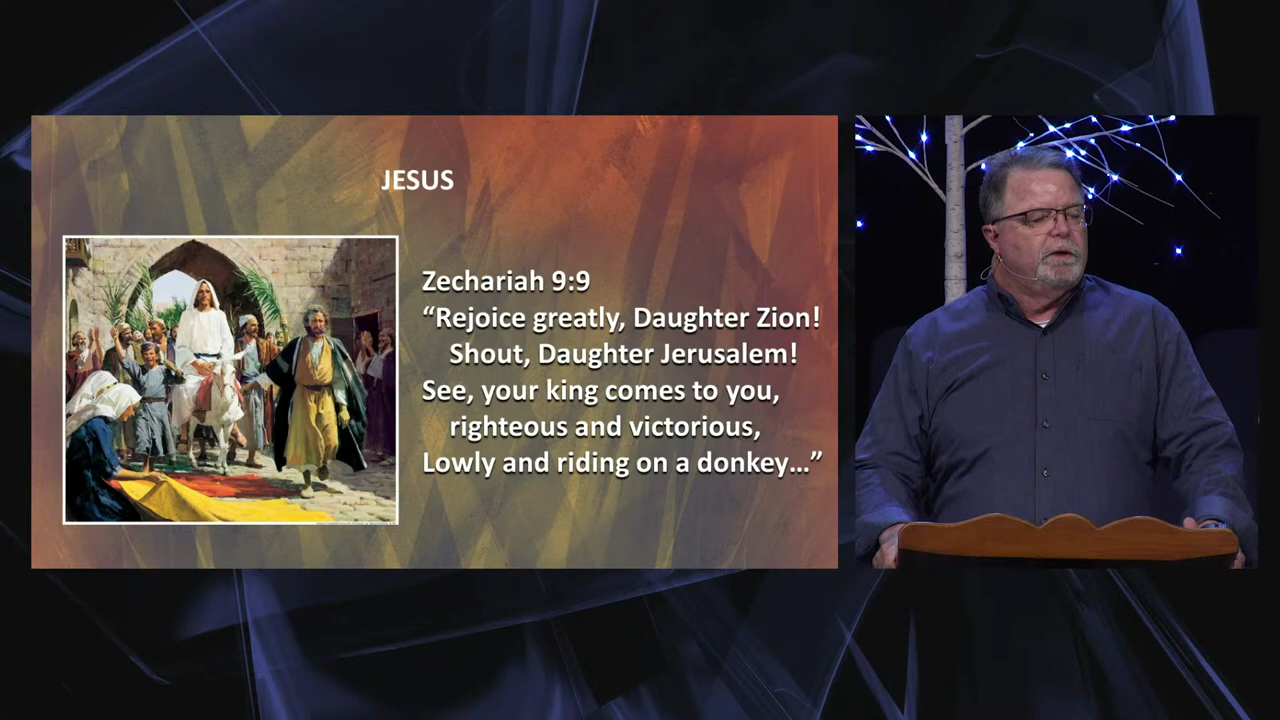 JESUS
Zechariah 9:9
“Rejoice greatly, Daughter Zion!
Shout, Daughter Jerusalem!
See, your king comes to you,
righteous and victorious,
Lowly and riding on a donkey...”